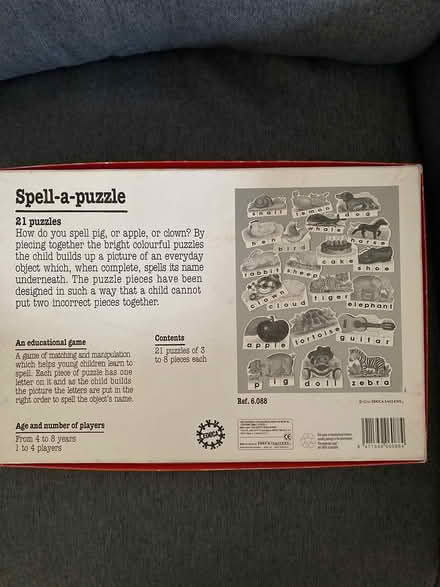 Spell-a-puzzle
21 puzzles
How do you spell pig, or apple, or clown? By
piecing together the bright colourful puzzles
the child builds up a picture of an everyday
object which, when complete, spells its name
underneath. The puzzle pieces have been
designed in such a way that a child cannot
put two incorrect pieces together.
An educational game
A game of matching and manipulation
which helps young children learn to
spell. Each piece of puzzle has one
letter on it and as the child builds
the picture the letters are put in the
right order to spell the object's name.
Contents
21 puzzles of 3
to 8 pieces each
Age and number of players
From 4 to 8 years
1 to 4 players
snail lemon dog
hen whale horse
cake shoe
rabbit sheep
clown tiger
cloud elephant
apple tortoise guitar
pig doll zebra
Ref. 6.088